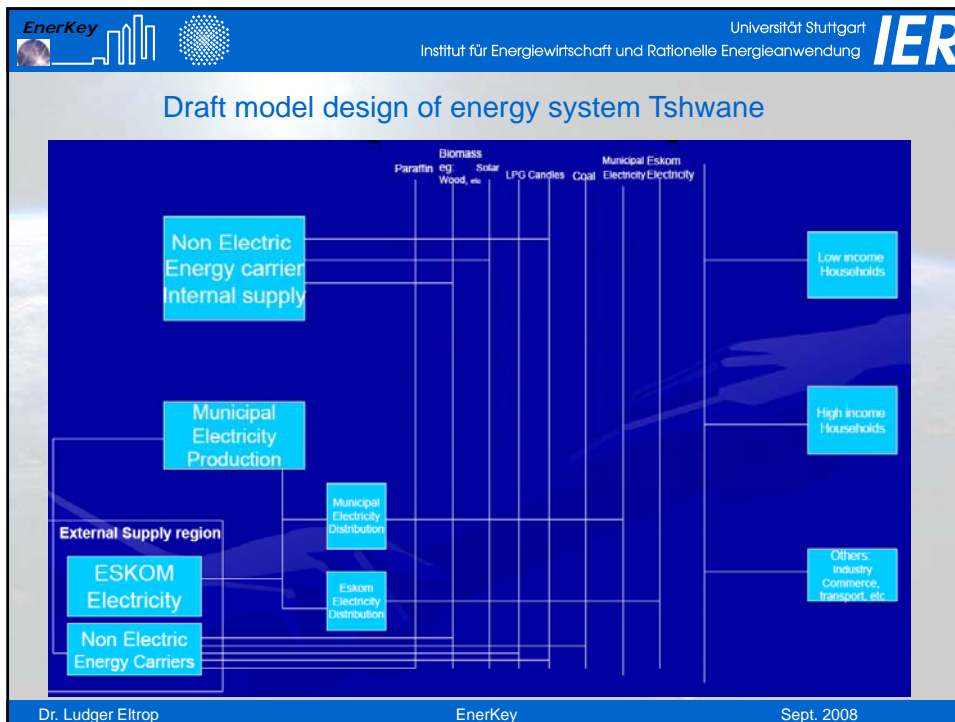 EnerKey
Universität Stuttgart
Institut für Energiewirtschaft und Rationelle Energieanwendung
IER
Draft model design of energy system Tshwane
Paraffin
Biomass
eg:
Wood, etc
Solar
LPG
Candles
Coal
Municipal
Electricity
Eskom
Electricity
Non Electric
Energy carrier
Internal supply
Low income
Households
Municipal
Electricity
Production
High income
Households
Municipal
Electricity
Distribution
External Supply region
ESKOM
Electricity
Eskom
Electricity
Distribution
Others:
Industry
Commerce,
transport, etc
Non Electric
Energy Carriers
Dr. Ludger Eltrop
EnerKey
Sept. 2008